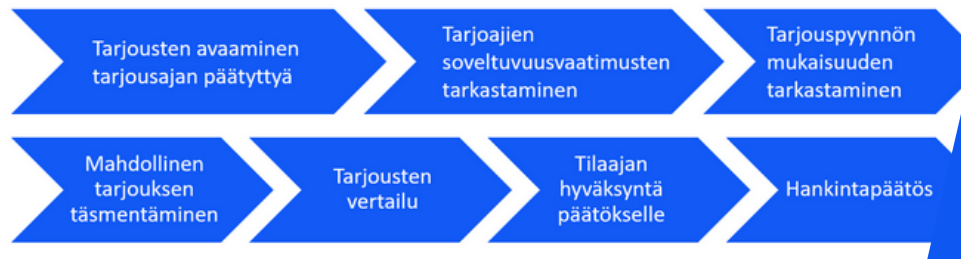 Tarjousten avaaminen
tarjousajan päätyttyä
Tarjoajien
soveltuvuusvaatimusten
tarkastaminen
Tarjouspyynnön
mukaisuuden
tarkastaminen
Mahdollinen
tarjouksen
täsmentäminen
Tarjousten
vertailu
Tilaajan
hyväksyntä
päätökselle
Hankintapäätös